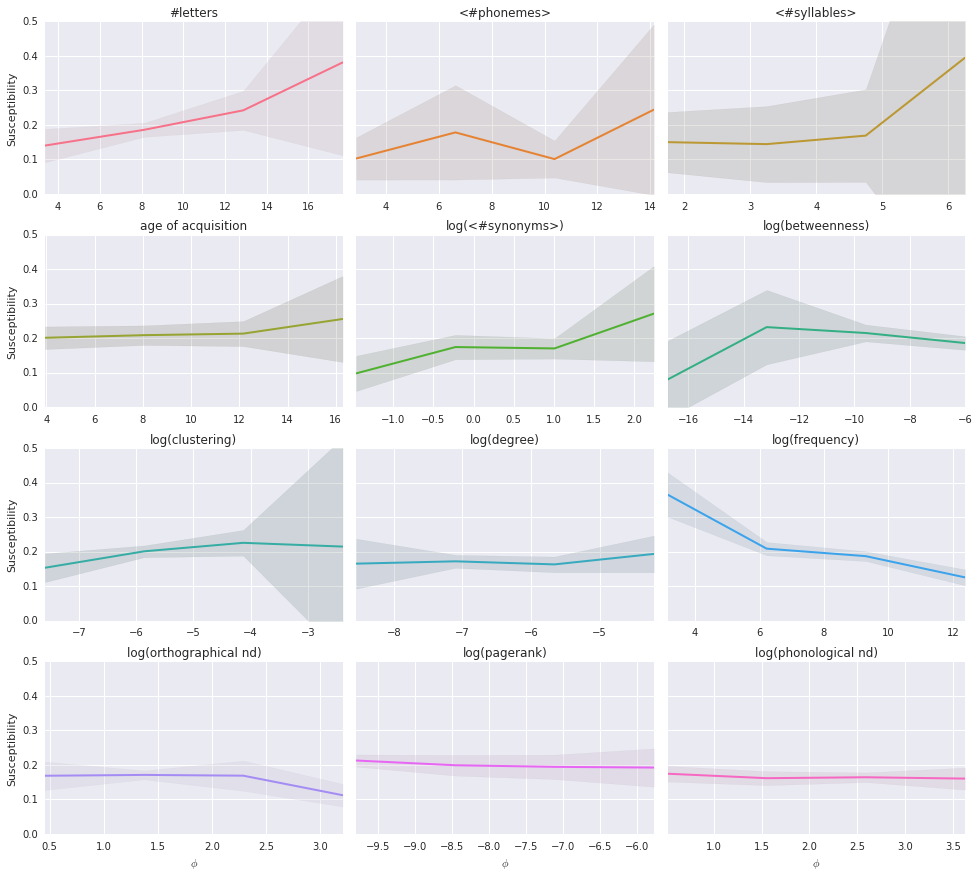 #letters <#phonemes> <#syllables>
Susceptibility
0.5
0.4
0.3
0.2
0.1
0.0
4 6 8 10 12 14 16
4 6 8 10 12 14
2 3 4 5 6
age of acquisition log(<#synonyms>) log(betweenness)
Susceptibility
0.5
0.4
0.3
0.2
0.1
0.0
4 6 8 10 12 14 16
−1.0 −0.5 0.0 0.5 1.0 1.5 2.0
−16 −14 −12 −10 −8 −6
log(clustering) log(degree) log(frequency)
Susceptibility
0.5
0.4
0.3
0.2
0.1
0.0
−7 −6 −5 −4 −3
−8 −7 −6 −5
4 6 8 10 12
log(orthographical nd) log(pagerank) log(phonological nd)
Susceptibility
0.5
0.4
0.3
0.2
0.1
0.0
0.5 1.0 1.5 2.0 2.5 3.0
−9.5 −9.0 −8.5 −8.0 −7.5 −7.0 −6.5 −6.0
1.0 1.5 2.0 2.5 3.0 3.5
ϕ ϕ ϕ